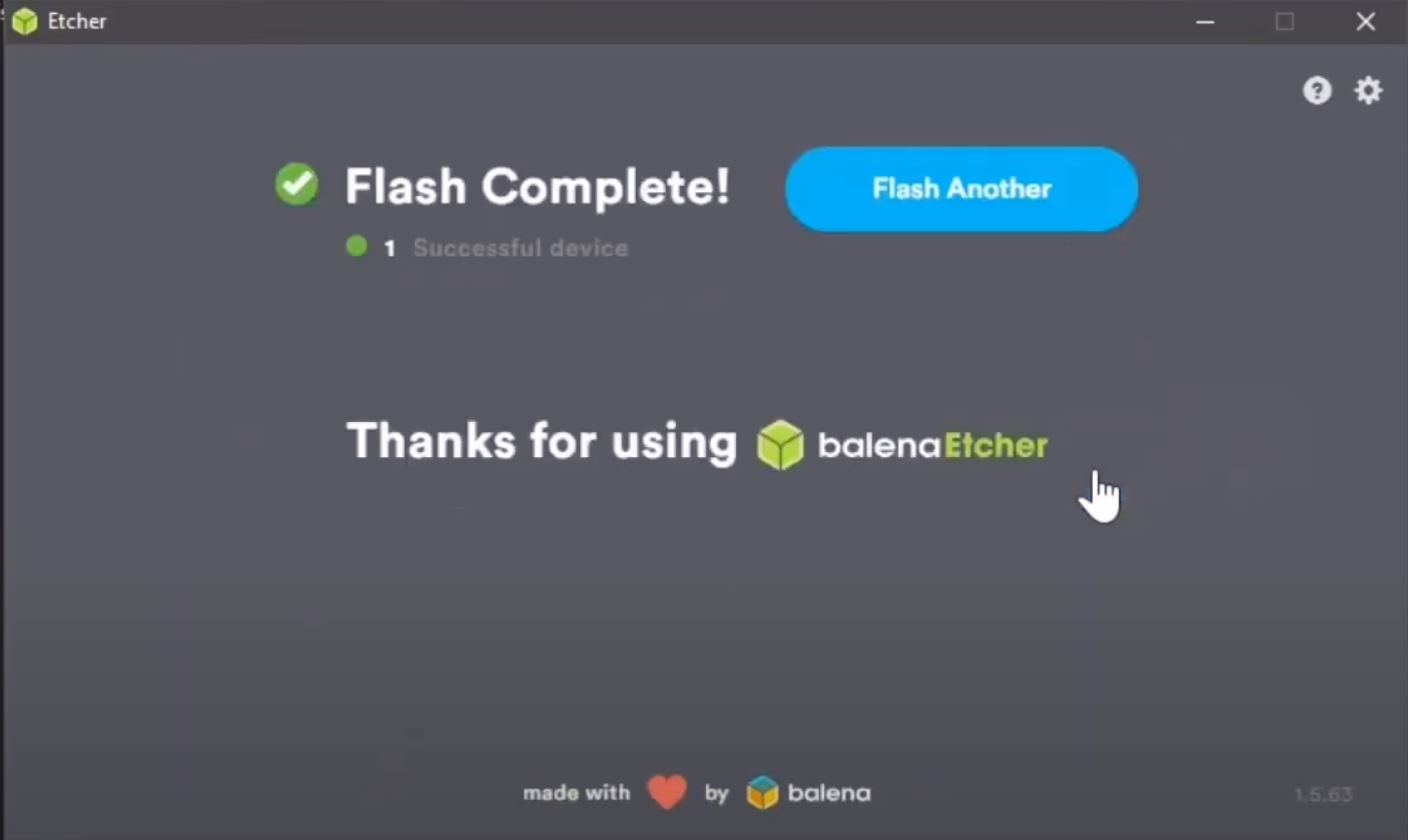 Etcher
Flash Complete!
Flash Another
1 Successful device
Thanks for using balenaEtcher
made with by balena
1.5.63